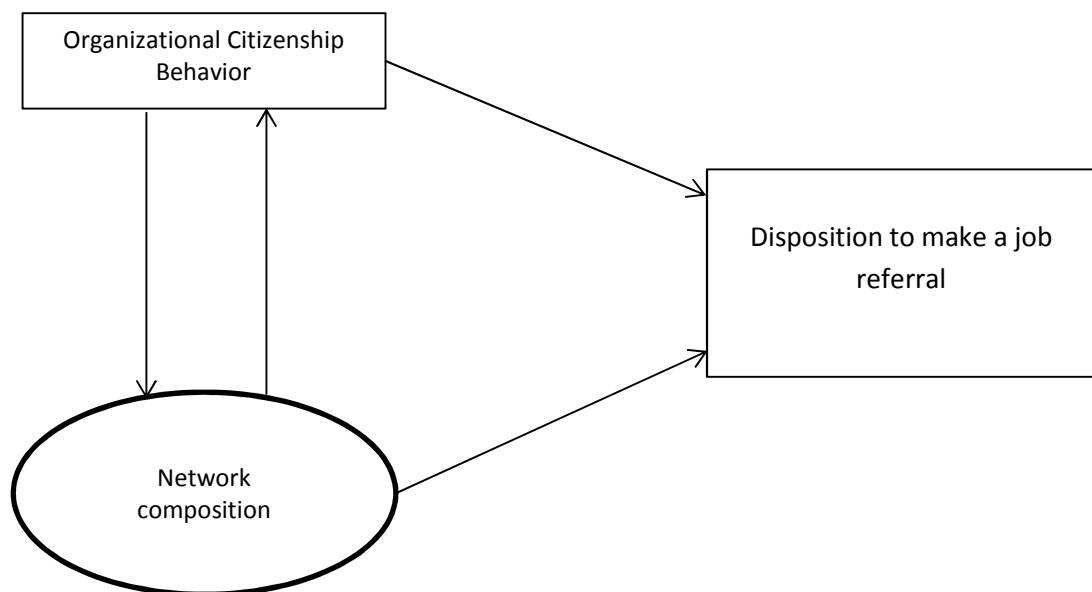 Organizational Citizenship
Behavior
Disposition to make a job
referral
Network
composition